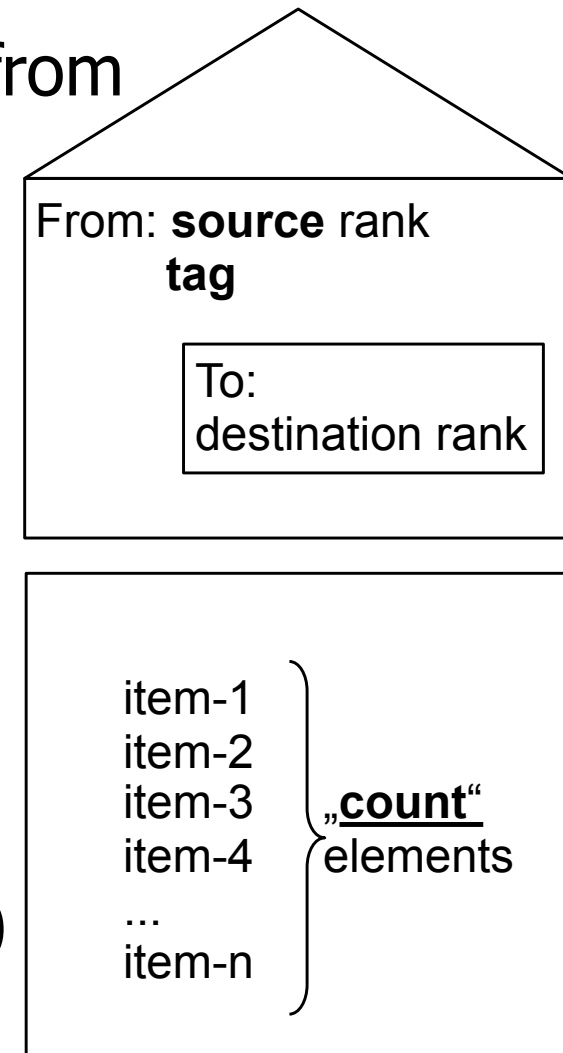 from
From: source rank
tag
To:
destination rank
item-1
item-2
item-3
item-4
...
item-n
„count“
elements
)